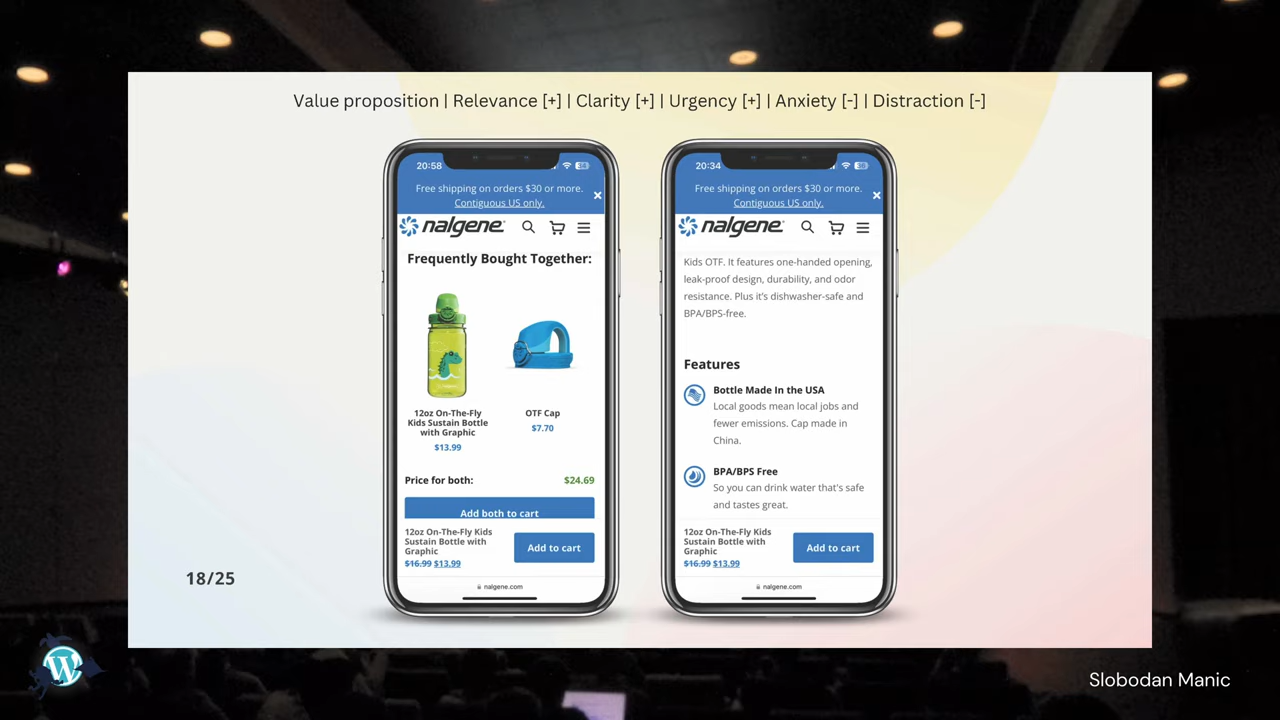 Value proposition | Relevance [+] | Clarity [+] | Urgency [+] | Anxiety [-] | Distraction [-]
20:58
Free shipping on orders $30 or more.
Contiguous US only.
nalgene
Frequently Bought Together:
12oz On-The-Fly
Kids Sustain Bottle
with Graphic
$13.99
OTF Cap
$7.70
Price for both: $24.69
Add both to cart
12oz On-The-Fly Kids
Sustain Bottle with
Graphic
$16.99 $13.99
Add to cart
nalgene.com
20:34
Free shipping on orders $30 or more.
Contiguous US only.
nalgene
Kids OTF. It features one-handed opening,
leak-proof design, durability, and odor
resistance. Plus it's dishwasher-safe and
BPA/BPS-free.
Features
Bottle Made In the USA
Local goods mean local jobs and
fewer emissions. Cap made in
China.
BPA/BPS Free
So you can drink water that's safe
and tastes great.
12oz On-The-Fly Kids
Sustain Bottle with
Graphic
$16.99 $13.99
Add to cart
nalgene.com
18/25
W
Slobodan Manic